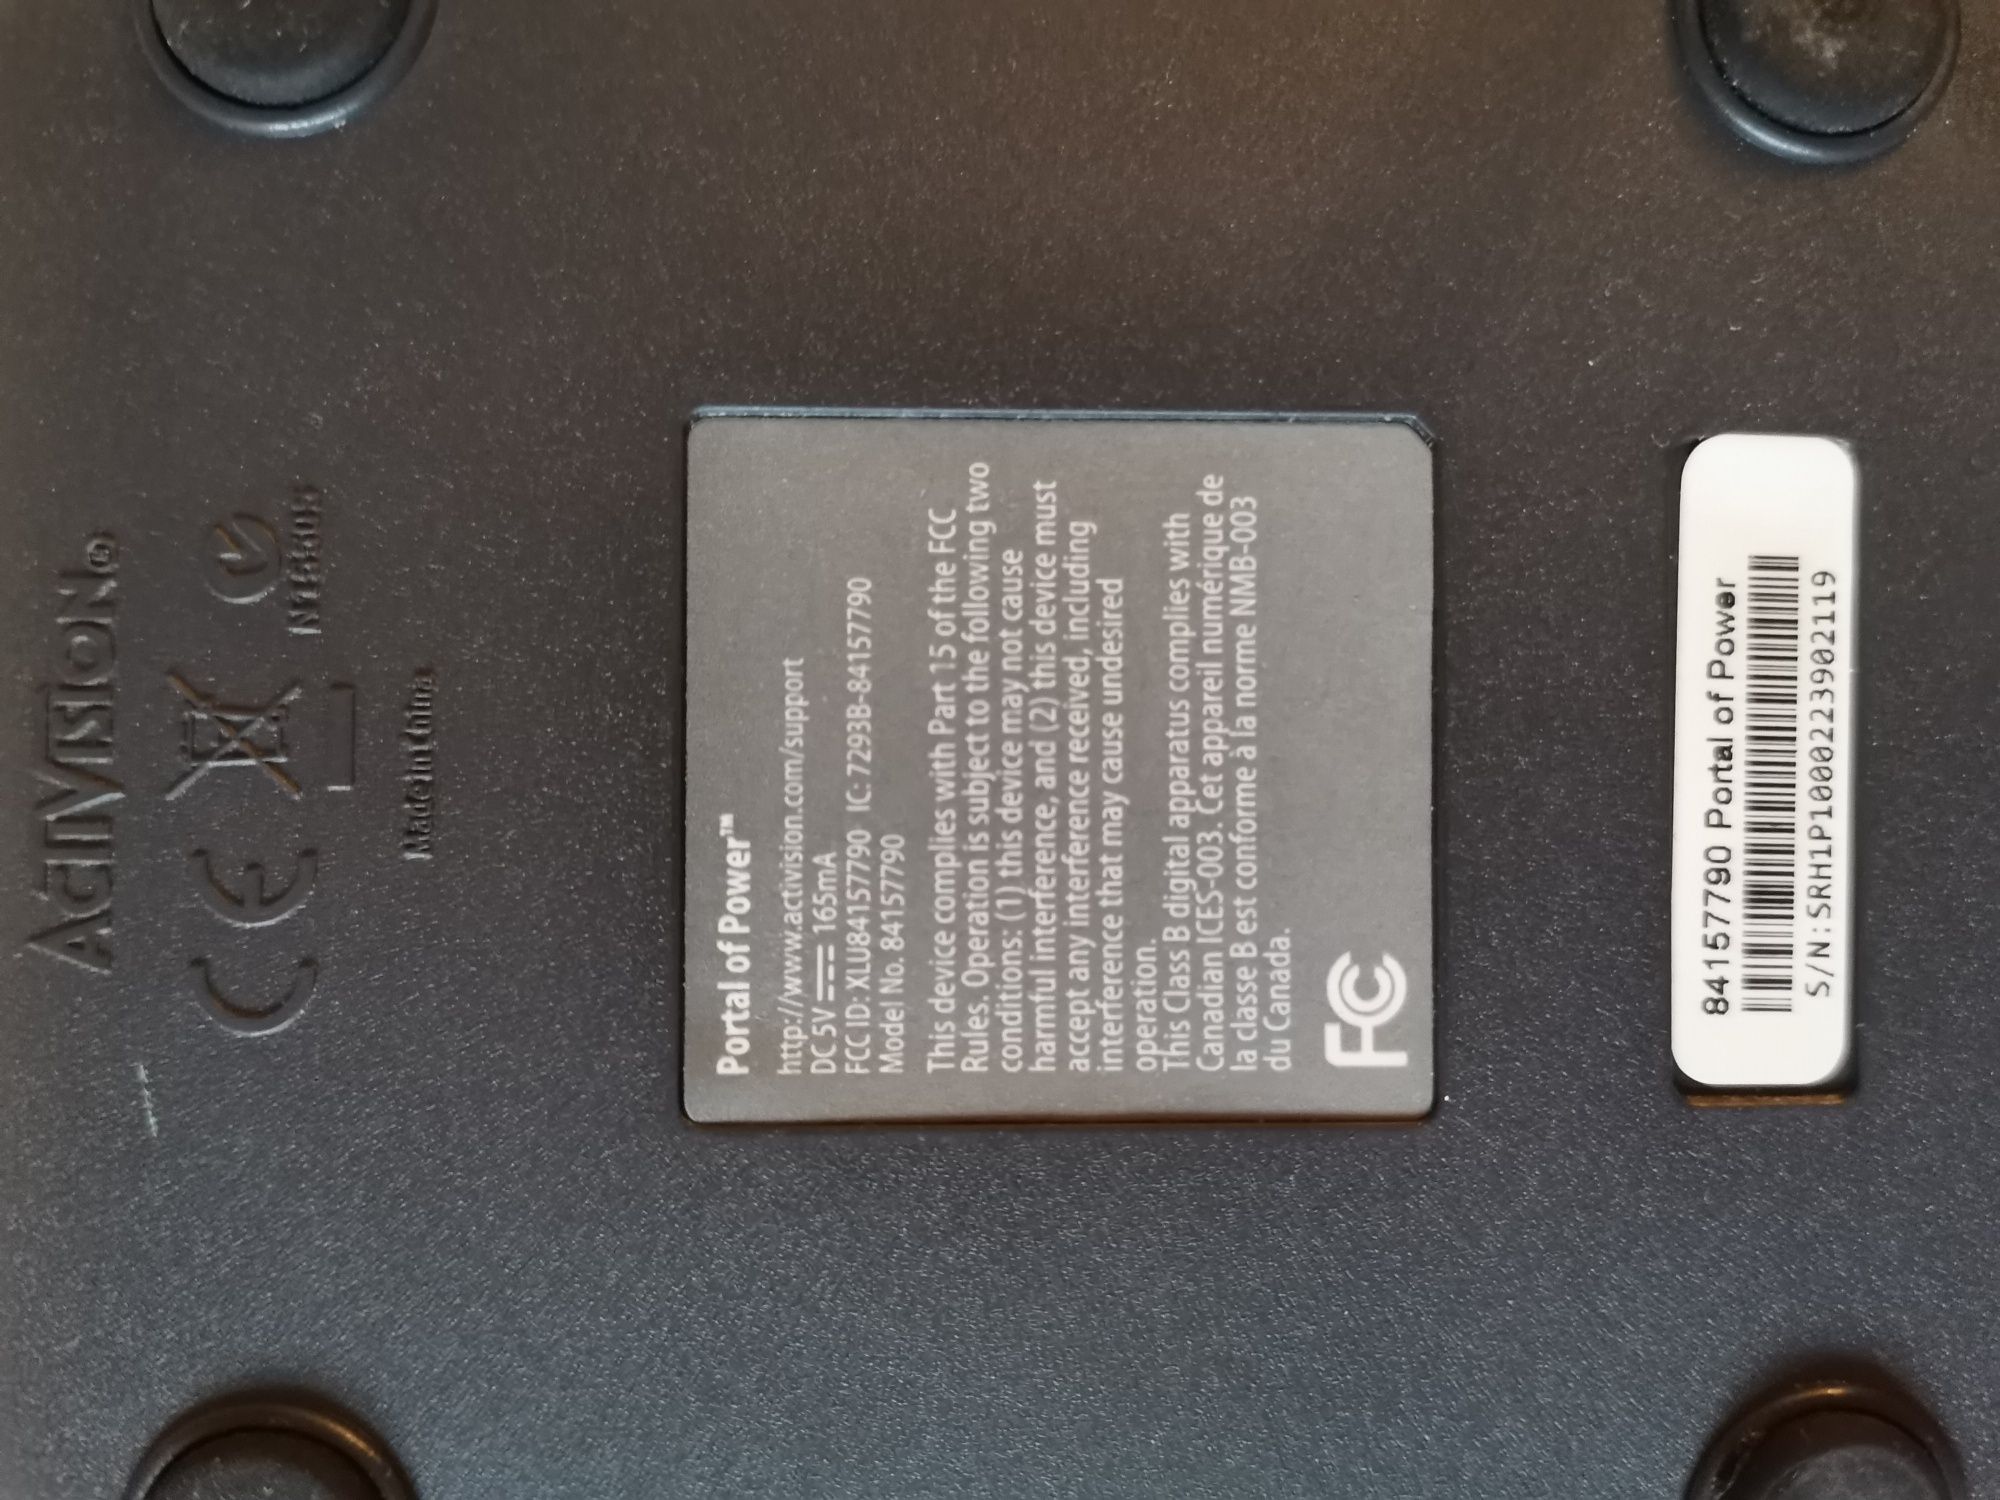 ACTIVISION®
CE
N15605
Made in China
Portal of Power™
http://www.activision.com/support
DC 5V ⎓ 165mA
FCC ID: XLU84157790 IC: 7293B-84157790
Model No. 84157790
This device complies with Part 15 of the FCC
Rules. Operation is subject to the following two
conditions: (1) this device may not cause
harmful interference, and (2) this device must
accept any interference received, including
interference that may cause undesired
operation.
This Class B digital apparatus complies with
Canadian ICES-003. Cet appareil numérique de
la classe B est conforme à la norme NMB-003
du Canada.
FC
84157790 Portal of Power
S/N:SRH1P1000223902119